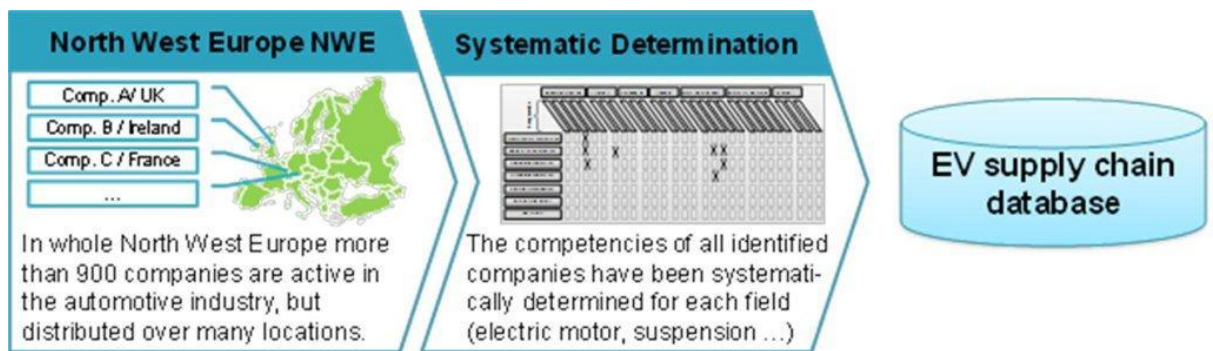 North West Europe NWE
Comp. A/ UK
Comp. B / Ireland
Comp. C / France
...
In whole North West Europe more
than 900 companies are active in
the automotive industry, but
distributed over many locations.
Systematic Determination
X
X
X X X
X X
X
The competencies of all identified
companies have been systemati-
cally determined for each field
(electric motor, suspension ...)
EV supply chain
database